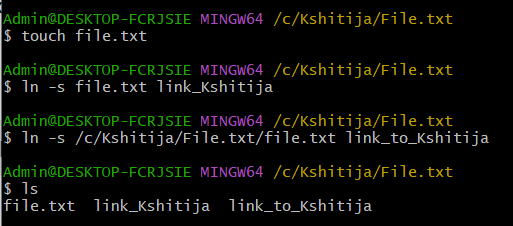 Admin@DESKTOP-FCRJSIE MINGW64 /c/Kshitija/File.txt
$ touch file.txt
Admin@DESKTOP-FCRJSIE MINGW64 /c/Kshitija/File.txt
$ ln -s file.txt link_Kshitija
Admin@DESKTOP-FCRJSIE MINGW64 /c/Kshitija/File.txt
$ ln -s /c/Kshitija/File.txt/file.txt link_to_Kshitija
Admin@DESKTOP-FCRJSIE MINGW64 /c/Kshitija/File.txt
$ ls
file.txt  link_Kshitija  link_to_Kshitija